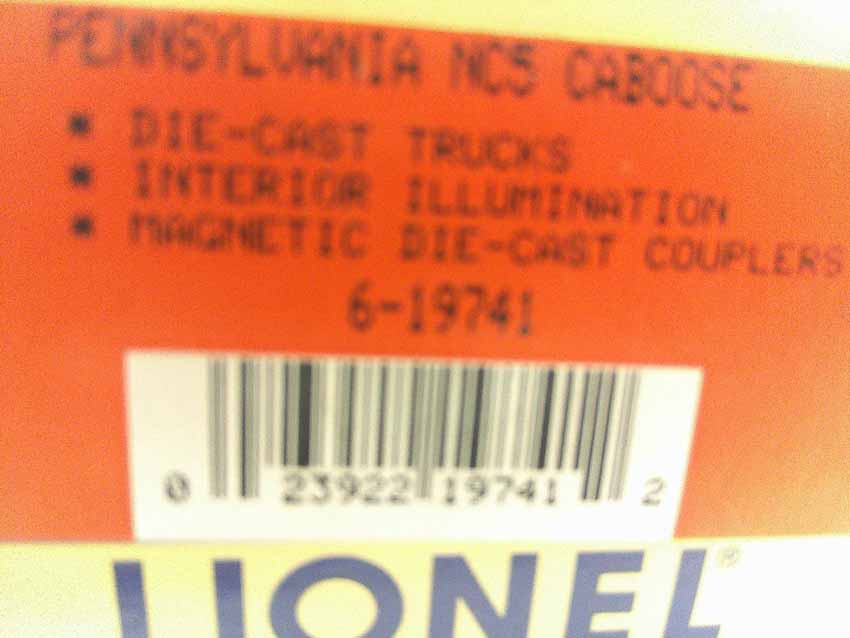 PENNSYLVANIA NC5 CABOOSE
▪ DIE-CAST TRUCKS
▪ INTERIOR ILLUMINATION
▪ MAGNETIC DIE-CAST COUPLERS
6-19741
0 23922 19741 2
LIONEL®